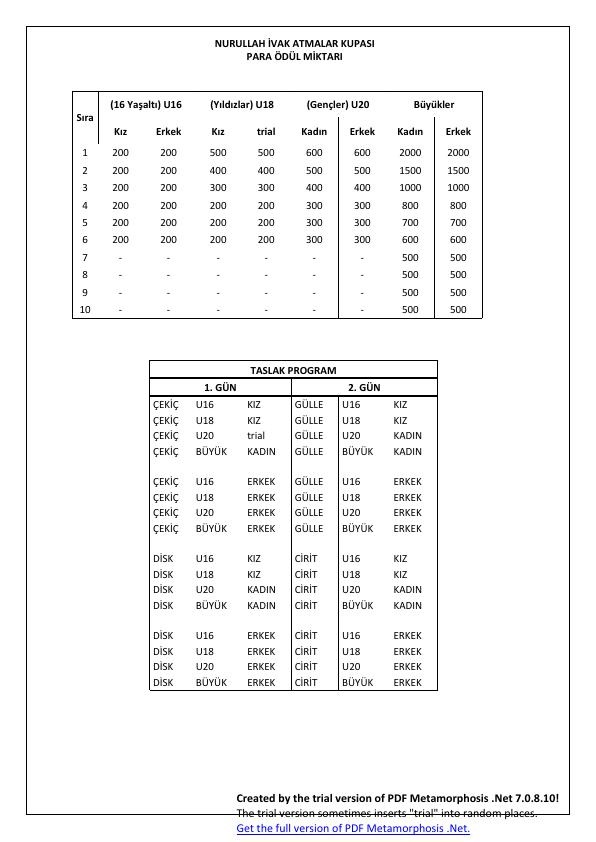 NURULLAH İVAK ATMALAR KUPASI
PARA ÖDÜL MİKTARI
Sıra (16 Yaşaltı) U16 (Yıldızlar) U18 (Gençler) U20 Büyükler
Kız Erkek Kız trial Kadın Erkek Kadın Erkek
1 200 200 500 500 600 600 2000 2000
2 200 200 400 400 500 500 1500 1500
3 200 200 300 300 400 400 1000 1000
4 200 200 200 200 300 300 800 800
5 200 200 200 200 300 300 700 700
6 200 200 200 200 300 300 600 600
7 - - - - - - 500 500
8 - - - - - - 500 500
9 - - - - - - 500 500
10 - - - - - - 500 500
TASLAK PROGRAM
1. GÜN 2. GÜN
ÇEKİÇ U16 KIZ GÜLLE U16 KIZ
ÇEKİÇ U18 KIZ GÜLLE U18 KIZ
ÇEKİÇ U20 trial GÜLLE U20 KADIN
ÇEKİÇ BÜYÜK KADIN GÜLLE BÜYÜK KADIN
ÇEKİÇ U16 ERKEK GÜLLE U16 ERKEK
ÇEKİÇ U18 ERKEK GÜLLE U18 ERKEK
ÇEKİÇ U20 ERKEK GÜLLE U20 ERKEK
ÇEKİÇ BÜYÜK ERKEK GÜLLE BÜYÜK ERKEK
DİSK U16 KIZ CİRİT U16 KIZ
DİSK U18 KIZ CİRİT U18 KIZ
DİSK U20 KADIN CİRİT U20 KADIN
DİSK BÜYÜK KADIN CİRİT BÜYÜK KADIN
DİSK U16 ERKEK CİRİT U16 ERKEK
DİSK U18 ERKEK CİRİT U18 ERKEK
DİSK U20 ERKEK CİRİT U20 ERKEK
DİSK BÜYÜK ERKEK CİRİT BÜYÜK ERKEK
Created by the trial version of PDF Metamorphosis .Net 7.0.8.10!
The trial version sometimes inserts "trial" into random places.
Get the full version of PDF Metamorphosis .Net.